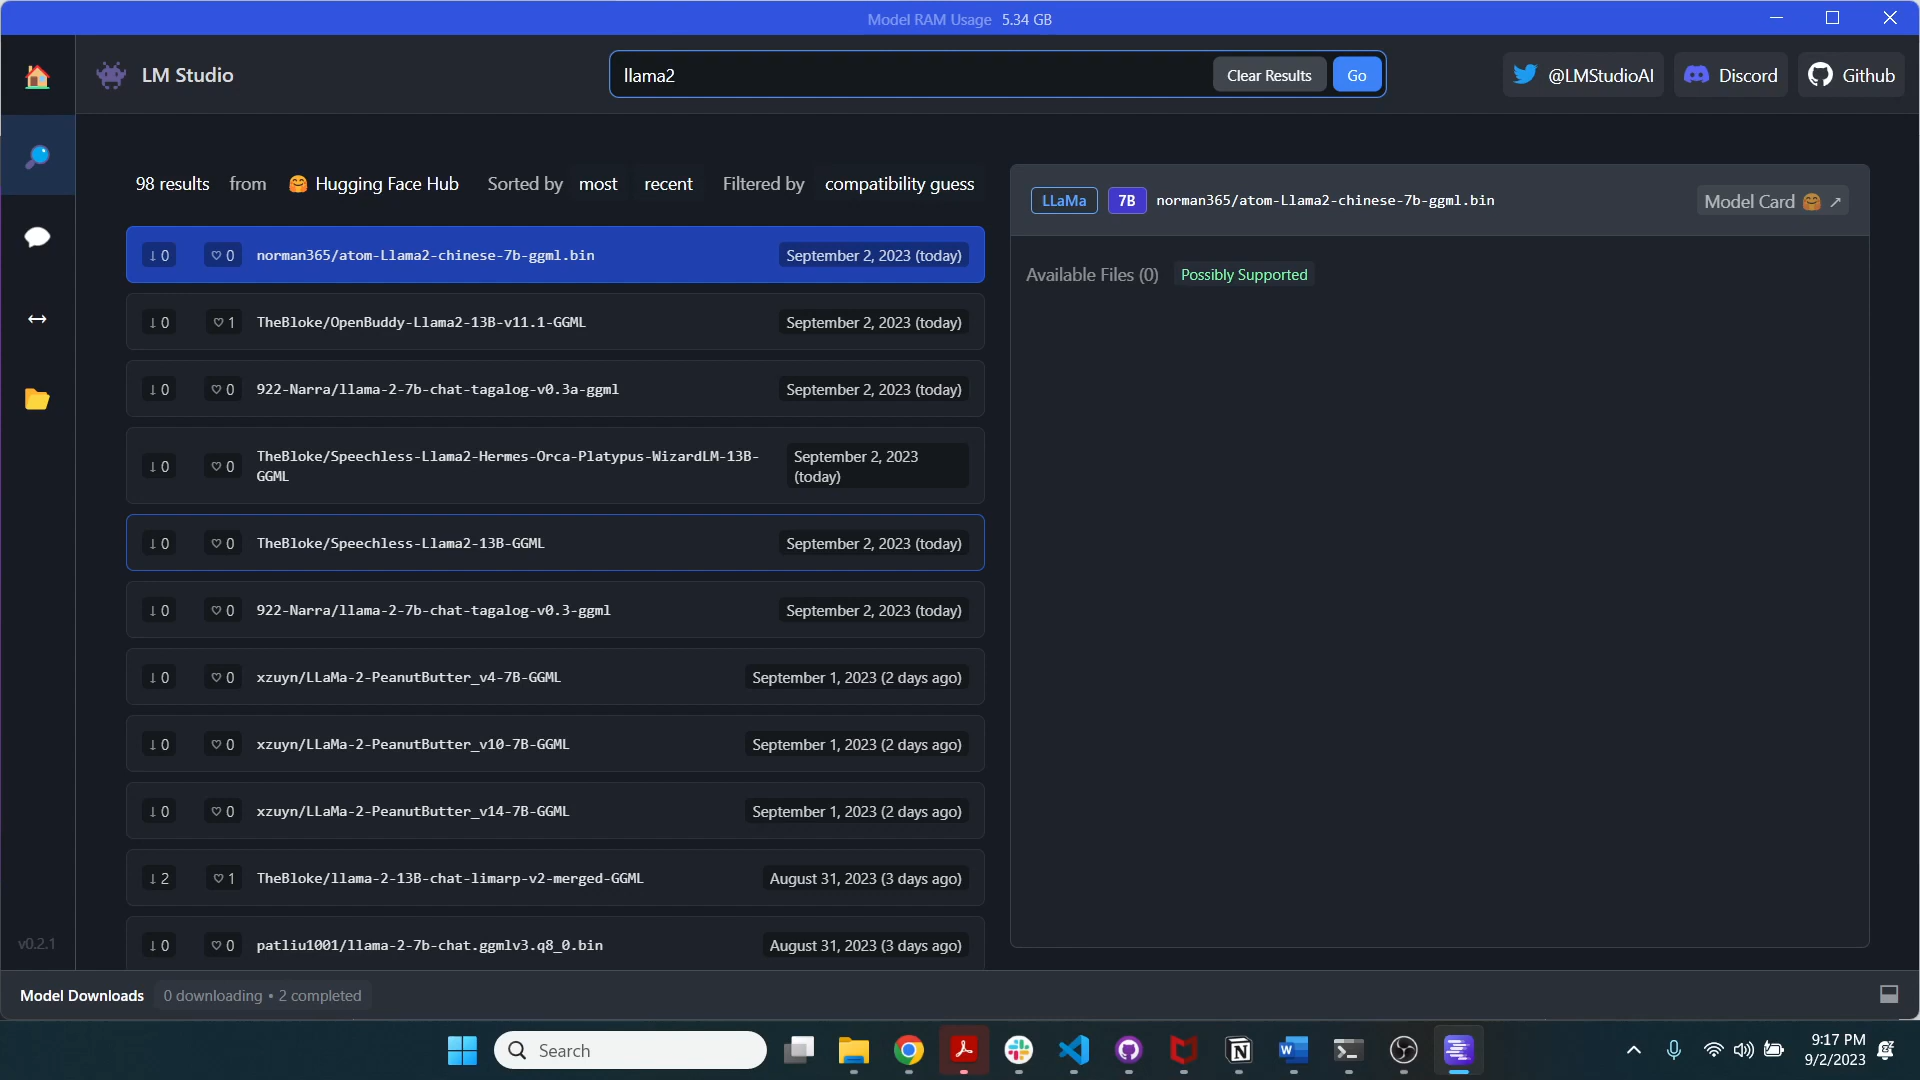 Model RAM Usage 5.34 GB
LM Studio
llama2
Clear Results
Go
@LMStudioAI
Discord
Github
98 results from 🤗 Hugging Face Hub Sorted by most recent Filtered by compatibility guess
↓ 0 ♡ 0 norman365/atom-Llama2-chinese-7b-ggml.bin September 2, 2023 (today)
↓ 0 ♡ 1 TheBloke/OpenBuddy-Llama2-13B-v11.1-GGML September 2, 2023 (today)
↓ 0 ♡ 0 922-Narra/llama-2-7b-chat-tagalog-v0.3a-ggml September 2, 2023 (today)
↓ 0 ♡ 0 TheBloke/Speechless-Llama2-Hermes-Orca-Platypus-WizardLM-13B-
GGML
September 2, 2023
(today)
↓ 0 ♡ 0 TheBloke/Speechless-Llama2-13B-GGML September 2, 2023 (today)
↓ 0 ♡ 0 922-Narra/llama-2-7b-chat-tagalog-v0.3-ggml September 2, 2023 (today)
↓ 0 ♡ 0 xzuyn/LLaMa-2-PeanutButter_v4-7B-GGML September 1, 2023 (2 days ago)
↓ 0 ♡ 0 xzuyn/LLaMa-2-PeanutButter_v10-7B-GGML September 1, 2023 (2 days ago)
↓ 0 ♡ 0 xzuyn/LLaMa-2-PeanutButter_v14-7B-GGML September 1, 2023 (2 days ago)
↓ 2 ♡ 1 TheBloke/llama-2-13B-chat-limarp-v2-merged-GGML August 31, 2023 (3 days ago)
↓ 0 ♡ 0 patliu1001/llama-2-7b-chat.ggmlv3.q8_0.bin August 31, 2023 (3 days ago)
LLaMa 7B norman365/atom-Llama2-chinese-7b-ggml.bin Model Card 🤗 ↗
Available Files (0) Possibly Supported
v0.2.1
Model Downloads 0 downloading • 2 completed
Search
9:17 PM
9/2/2023